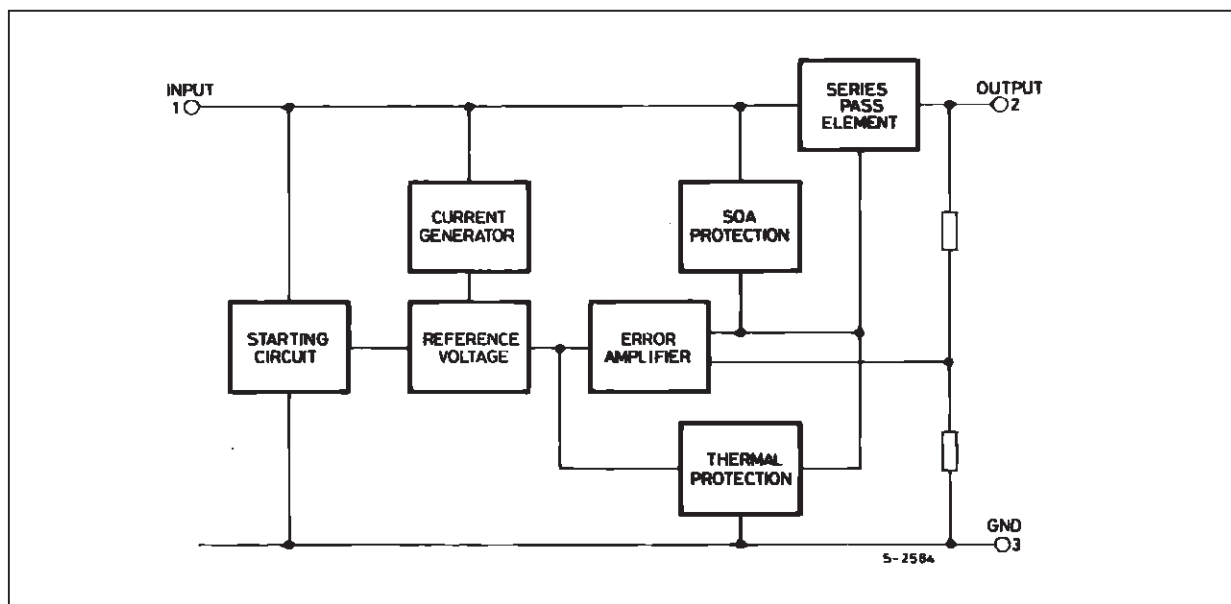 INPUT
1
SERIES
PASS
ELEMENT
OUTPUT
2
CURRENT
GENERATOR
SOA
PROTECTION
STARTING
CIRCUIT
REFERENCE
VOLTAGE
ERROR
AMPLIFIER
THERMAL
PROTECTION
GND
3
S-2584